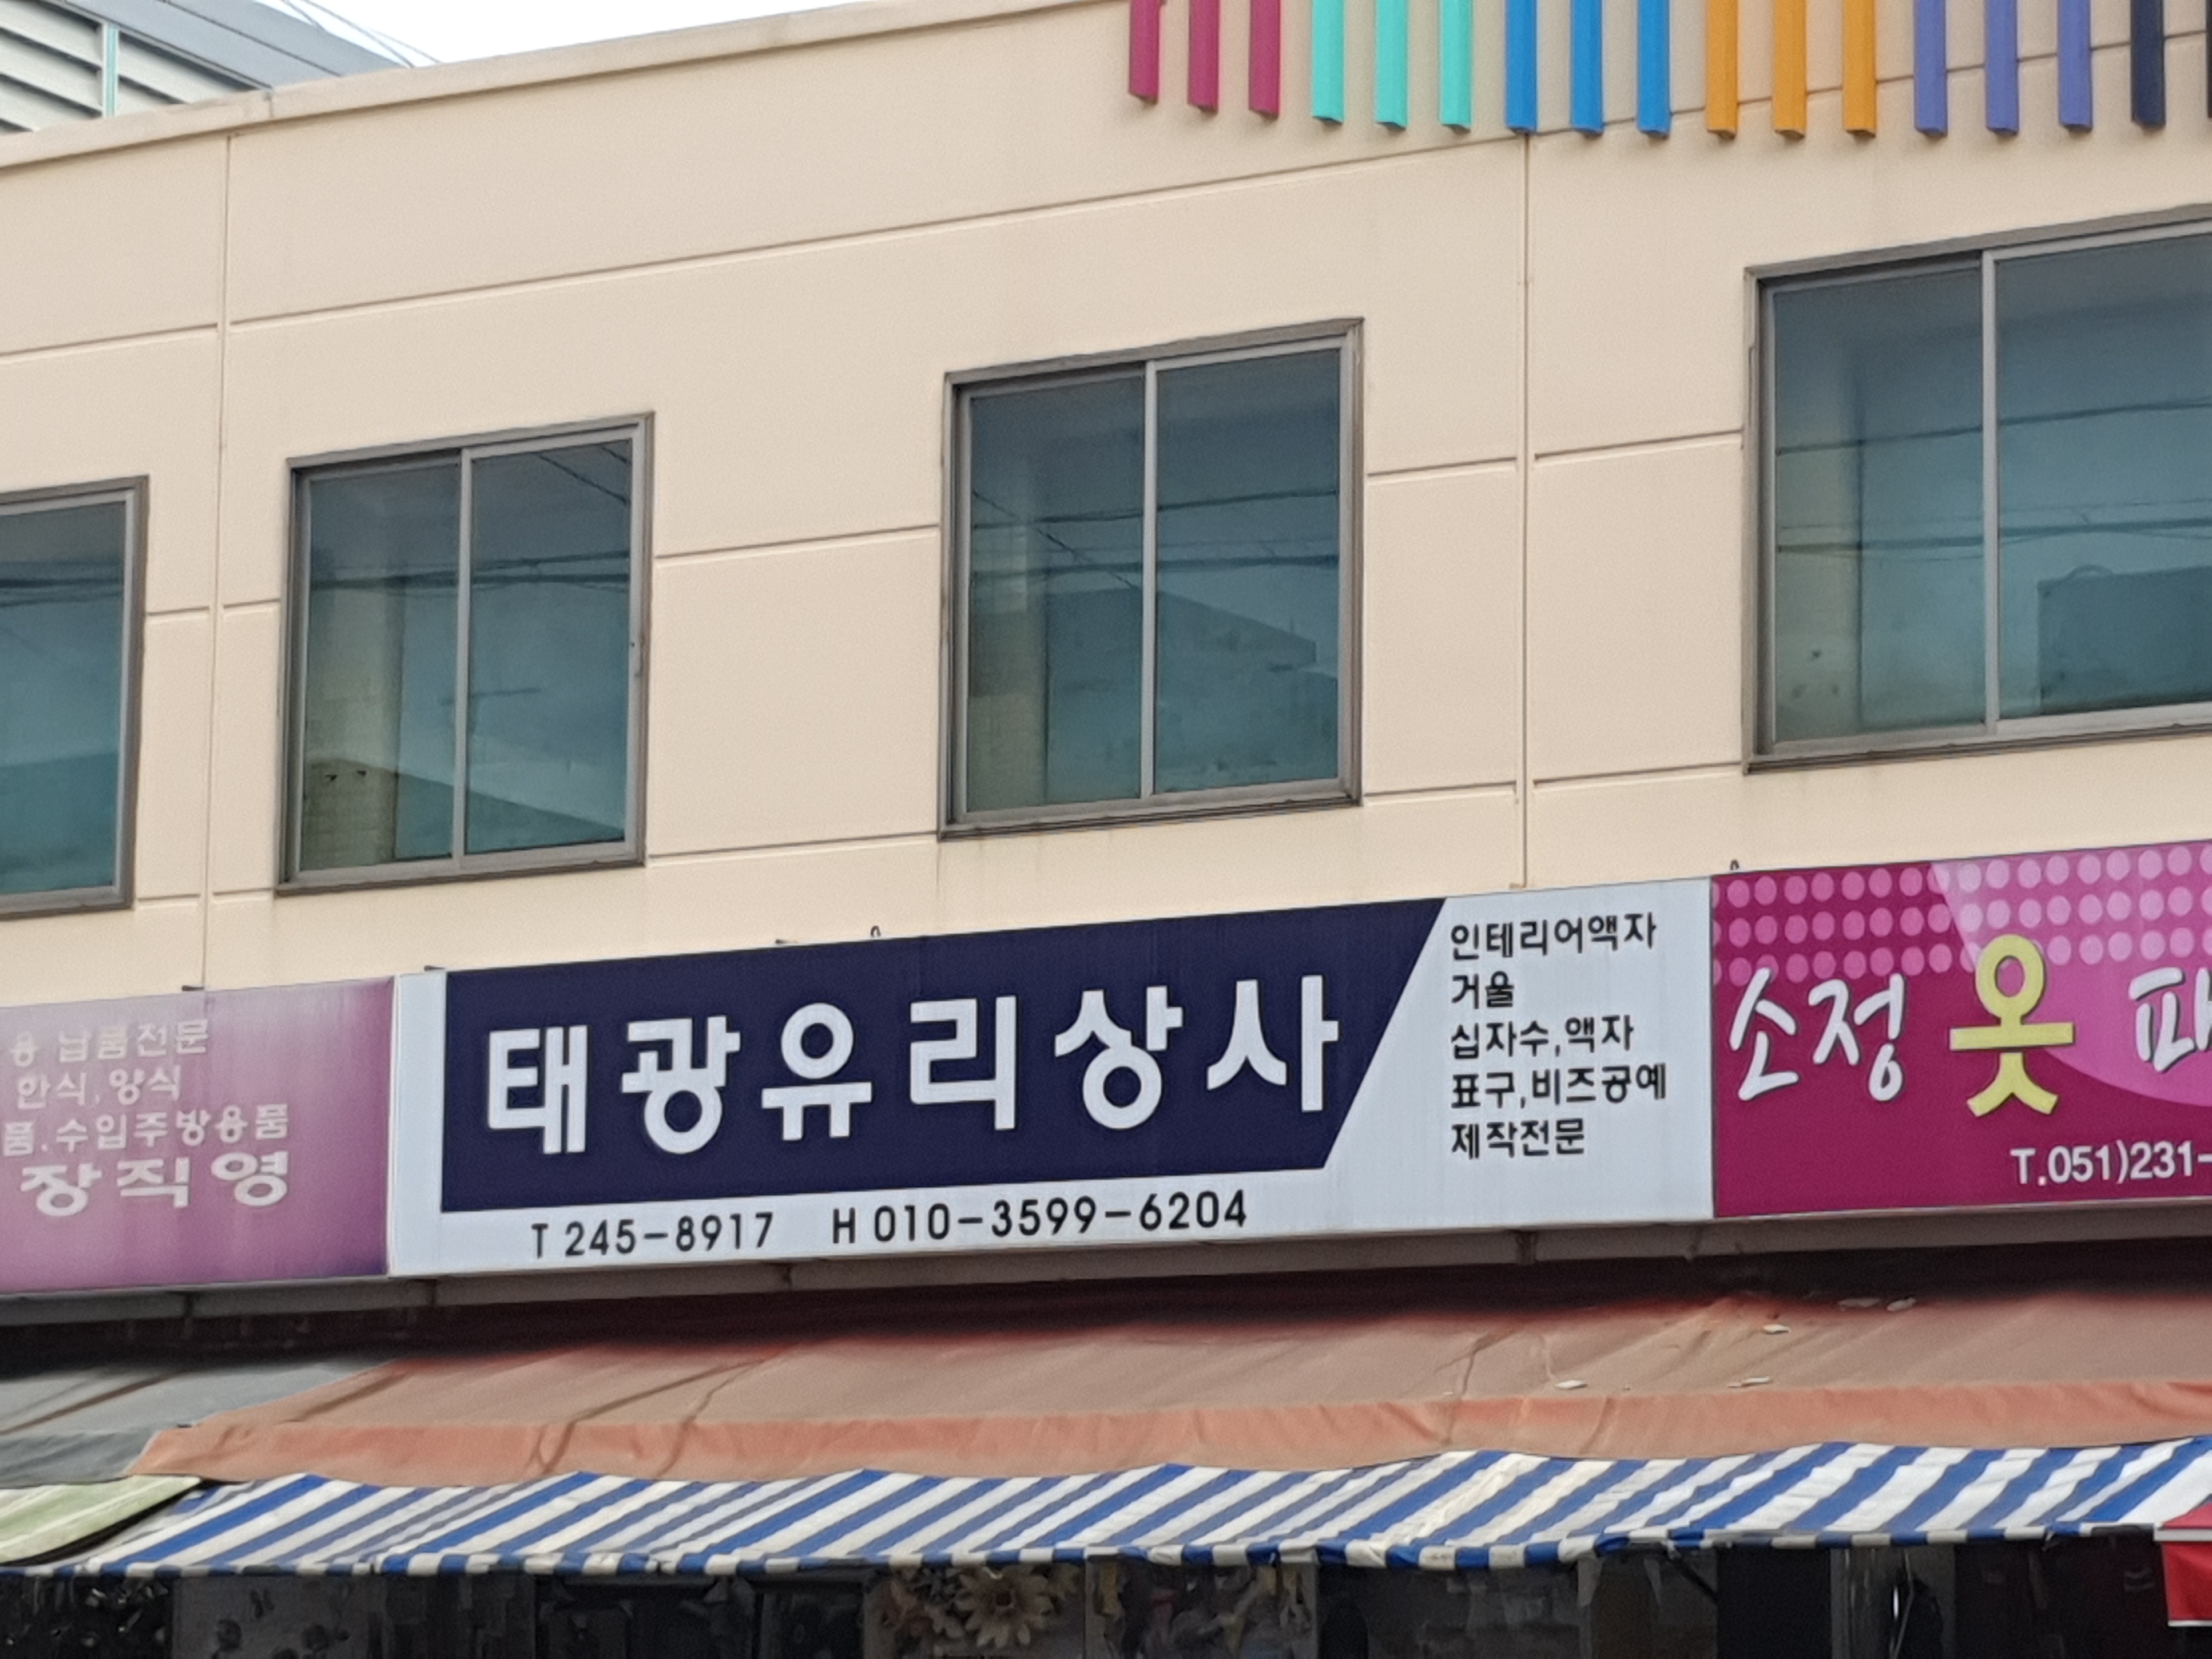 용 납품전문
한식,양식
품.수입주방용품
장직영
태광유리상사
T 245-8917 H 010-3599-6204
인테리어액자
거울
십자수,액자
표구,비즈공예
제작전문
소정 옷
T.051)231-